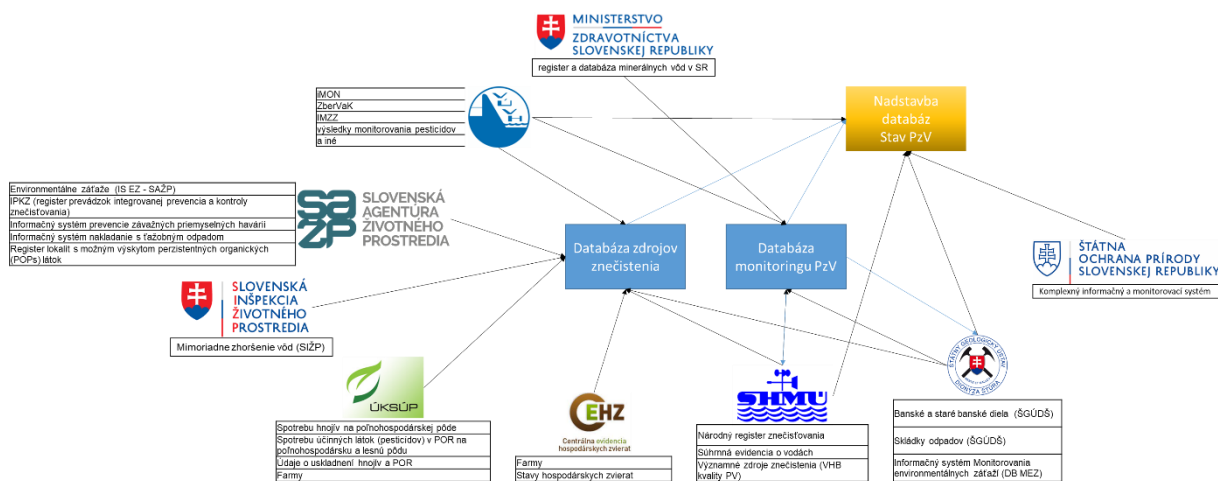 MINISTERSTVO
ZDRAVOTNÍCTVA
SLOVENSKEJ REPUBLIKY
register a databáza minerálnych vôd v SR
iMON
ZberVaK
IMZZ
výsledky monitorovania pesticídov
a iné
Nadstavba
databáz
Stav PzV
Environmentálne záťaže (IS EZ - SAŽP)
IPKZ (register prevádzok integrovanej prevencia a kontroly
znečisťovania)
Informačný systém prevencie závažných priemyselných havárií
Informačný systém nakladanie s ťažobným odpadom
Register lokalít s možným výskytom perzistentných organických
(POPs) látok
SAŽP
SLOVENSKÁ
AGENTÚRA
ŽIVOTNÉHO
PROSTREDIA
Databáza zdrojov
znečistenia
Databáza
monitoringu PzV
ŠTÁTNA
OCHRANA PRÍRODY
SLOVENSKEJ REPUBLIKY
Komplexný informačný a monitorovací systém
SLOVENSKÁ
INŠPEKCIA
ŽIVOTNÉHO
PROSTREDIA
Mimoriadne zhoršenie vôd (SIŽP)
ÚKSÚP
Spotrebu hnojív na poľnohospodárskej pôde
Spotrebu účinných látok (pesticídov) v POR na
poľnohospodársku a lesnú pôdu
Údaje o uskladení hnojív a POR
Farmy
CEHZ
Centrálna evidencia
hospodárskych zvierat
Farmy
Stavy hospodárskych zvierat
SHMÚ
Národný register znečisťovania
Súhrnná evidencia o vodách
Významné zdroje znečistenia (VHB
kvality PV)
ŠTÁTNY GEOLOGICKÝ ÚSTAV
DIONÝZA ŠTÚRA
Banské a staré banské diela (ŠGÚDŠ)
Skládky odpadov (ŠGÚDŠ)
Informačný systém Monitorovania
environmentálnych záťaží (DB MEZ)